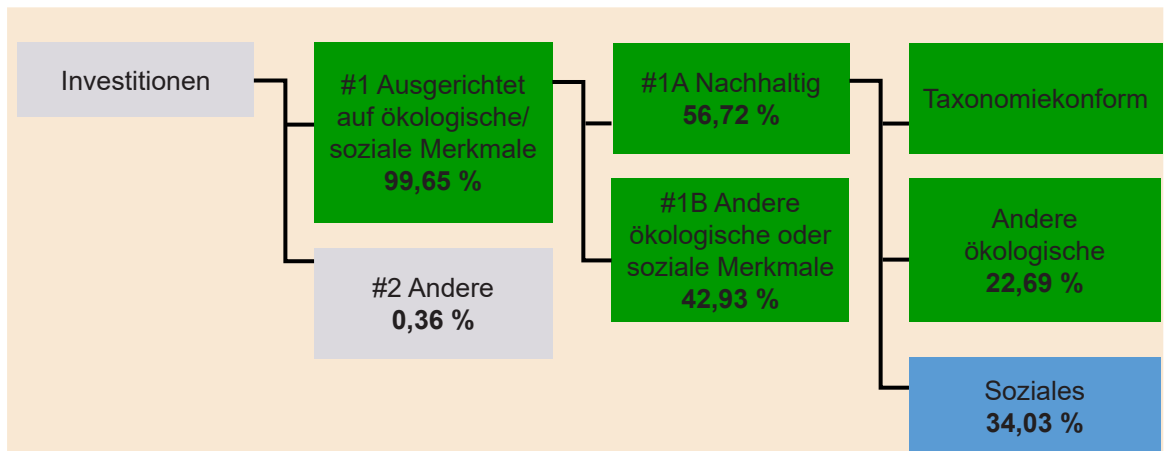 Investitionen
#1 Ausgerichtet
auf ökologische/
soziale Merkmale
99,65 %
#2 Andere
0,36 %
#1A Nachhaltig
56,72 %
#1B Andere
ökologische oder
soziale Merkmale
42,93 %
Taxonomiekonform
Andere
ökologische
22,69 %
Soziales
34,03 %